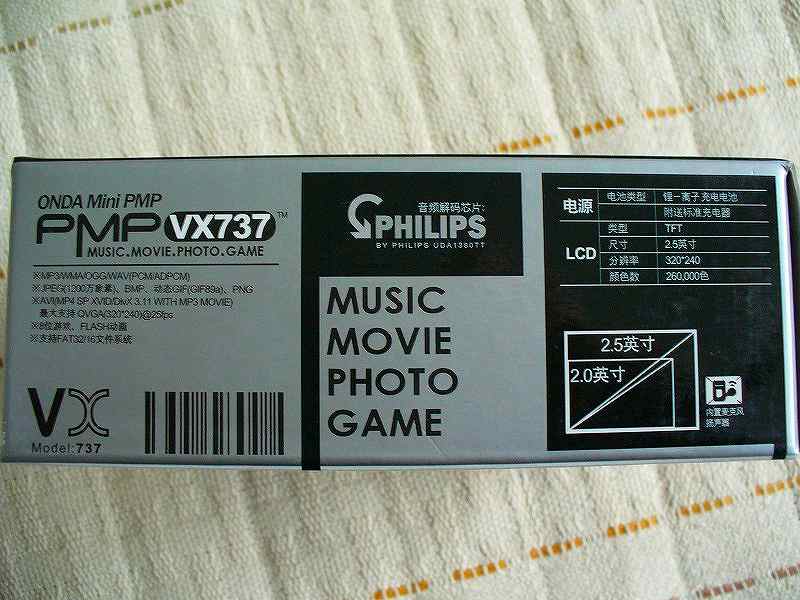 ONDA Mini PMP
PMP VX737™
MUSIC.MOVIE.PHOTO.GAME
※MP3/WMA/OGG/WAV(PCM/ADPCM)
※JPEG(1200万象素)、BMP、动态GIF(GIF89a)、PNG
※AVI(MP4 SP XVID/DivX 3.11 WITH MP3 MOVIE)
最大支持 QVGA(320*240)@25fps
※8位游戏、FLASH动画
※支持FAT32/16文件系统
VX
Model:737
音频解码芯片:
PHILIPS
BY PHILIPS UDA1380TT
MUSIC
MOVIE
PHOTO
GAME
电源 电池类型 锂一离子充电电池
附送标准充电器
LCD 类型 TFT
尺寸 2.5英寸
分辨率 320*240
颜色数 260,000色
2.5英寸
2.0英寸
内置麦克风
扬声器